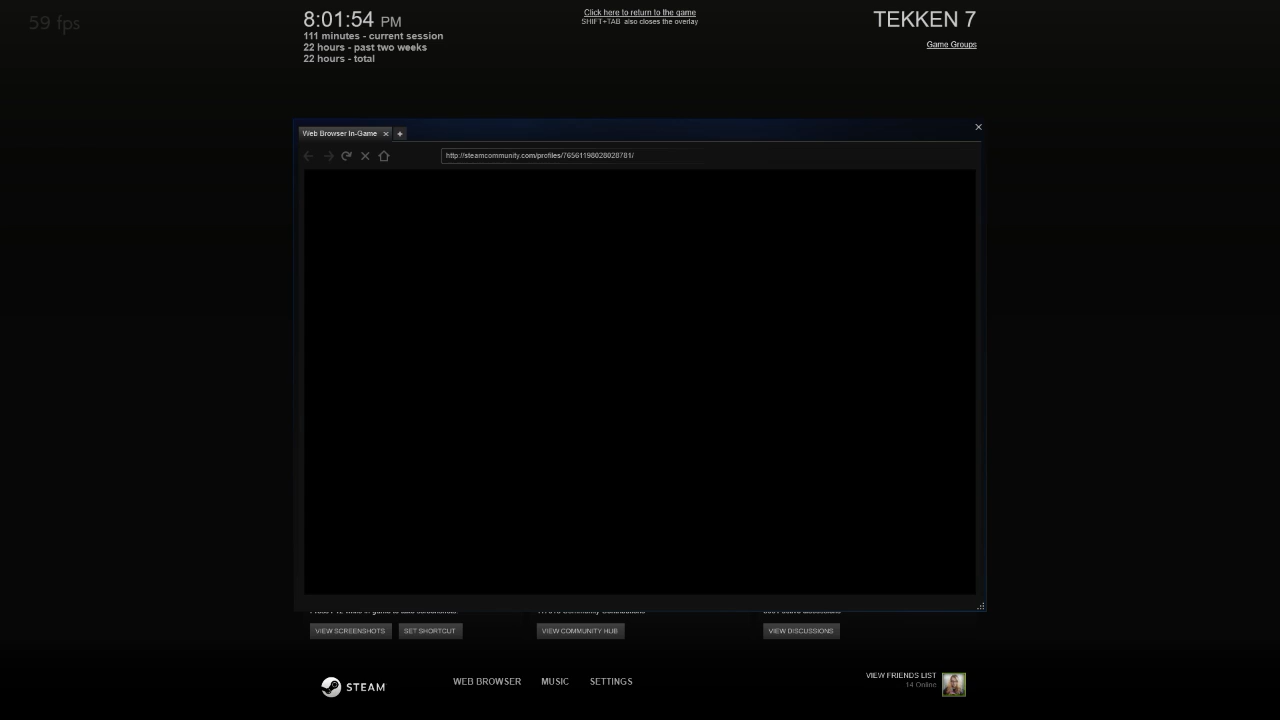 59 fps
8:01:54 PM
111 minutes - current session
22 hours - past two weeks
22 hours - total
Click here to return to the game
SHIFT+TAB also closes the overlay
TEKKEN 7
Game Groups
Web Browser In-Game
http://steamcommunity.com/profiles/76561198028028781/
VIEW SCREENSHOTS
SET SHORTCUT
VIEW COMMUNITY HUB
VIEW DISCUSSIONS
STEAM
WEB BROWSER
MUSIC
SETTINGS
VIEW FRIENDS LIST
14 Online